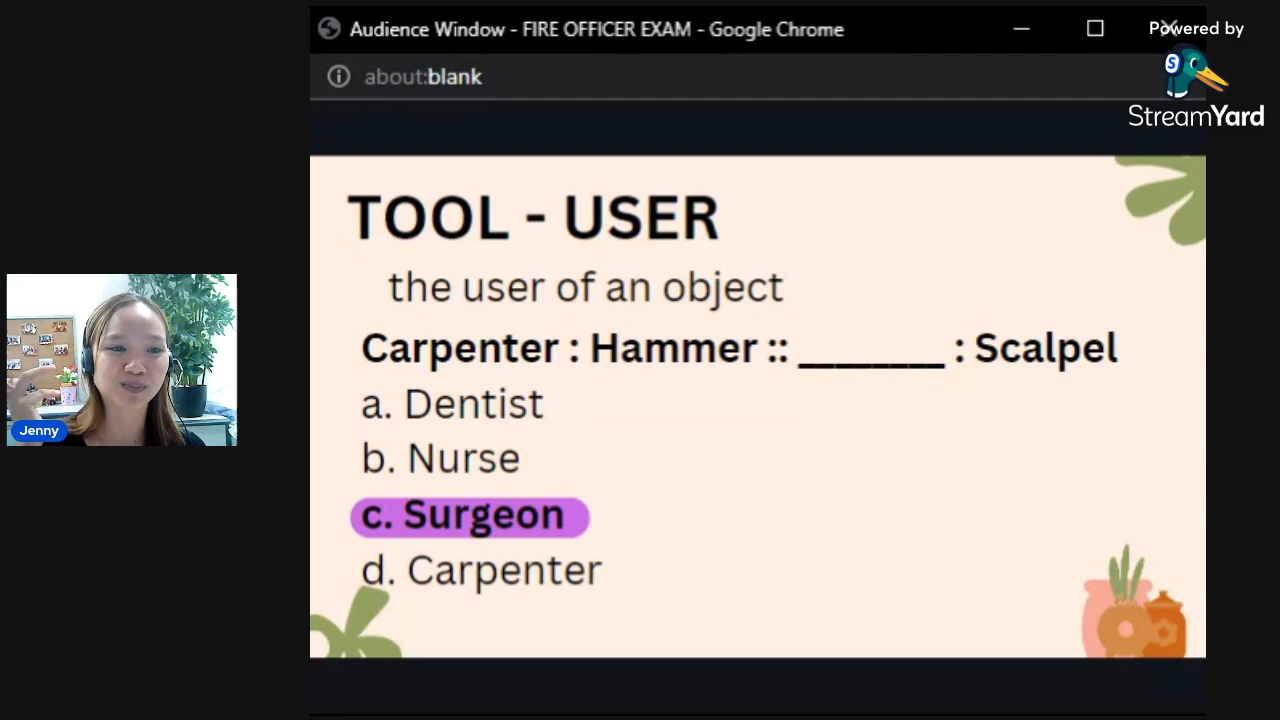 Audience Window - FIRE OFFICER EXAM - Google Chrome
Powered by
about:blank
S
StreamYard
TOOL - USER
the user of an object
Carpenter : Hammer :: ________ : Scalpel
a. Dentist
b. Nurse
c. Surgeon
d. Carpenter
Jenny